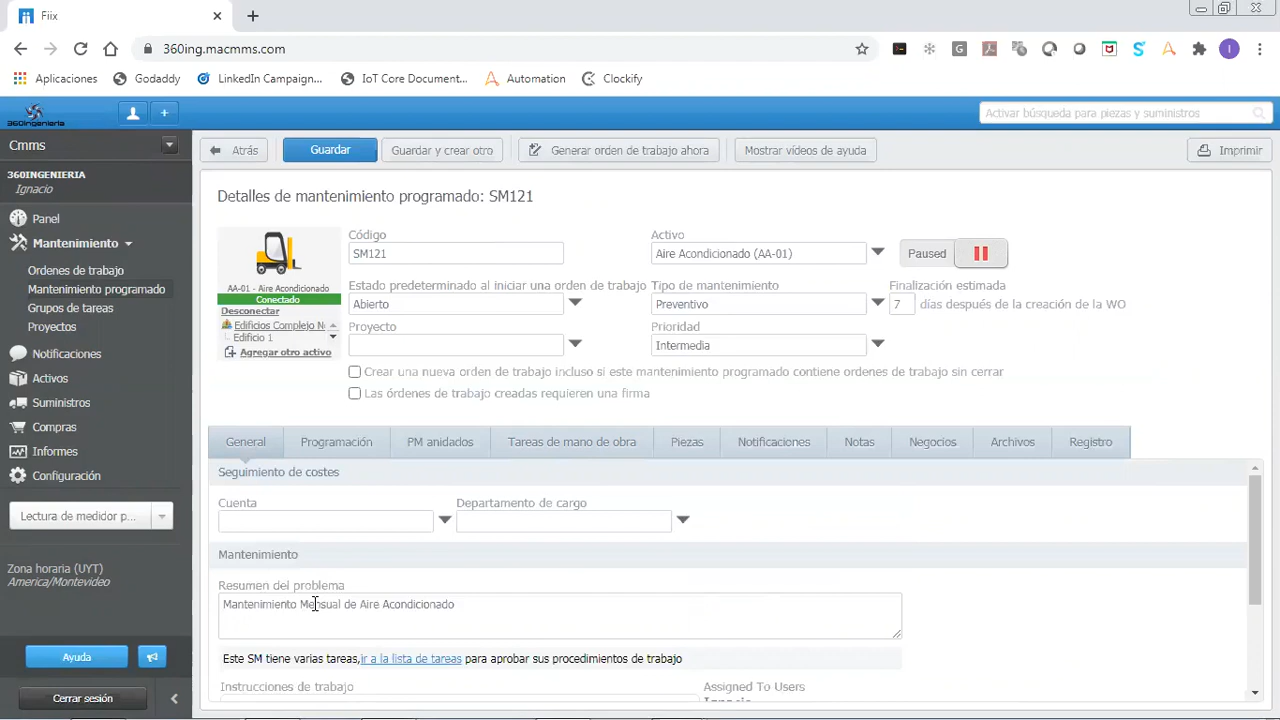 Fiix
360ing.macmms.com
Aplicaciones
Godaddy
LinkedIn Campaign...
IoT Core Document...
Automation
Clockify
360ingenieria
Activar búsqueda para piezas y suministros
Cmms
360INGENIERIA
Ignacio
Panel
Mantenimiento
Ordenes de trabajo
Mantenimiento programado
Grupos de tareas
Proyectos
Notificaciones
Activos
Suministros
Compras
Informes
Configuración
Lectura de medidor p...
Zona horaria (UYT)
America/Montevideo
Ayuda
Cerrar sesión
Atrás
Guardar
Guardar y crear otro
Generar orden de trabajo ahora
Mostrar vídeos de ayuda
Imprimir
Detalles de mantenimiento programado: SM121
AA-01 - Aire Acondicionado
Conectado
Desconectar
Edificios Complejo N
Edificio 1
Agregar otro activo
Código
SM121
Activo
Aire Acondicionado (AA-01)
Paused
Estado predeterminado al iniciar una orden de trabajo
Abierto
Tipo de mantenimiento
Preventivo
Finalización estimada
7 días después de la creación de la WO
Proyecto
Prioridad
Intermedia
Crear una nueva orden de trabajo incluso si este mantenimiento programado contiene ordenes de trabajo sin cerrar
Las órdenes de trabajo creadas requieren una firma
General
Programación
PM anidados
Tareas de mano de obra
Piezas
Notificaciones
Notas
Negocios
Archivos
Registro
Seguimiento de costes
Cuenta
Departamento de cargo
Mantenimiento
Resumen del problema
Mantenimiento Mensual de Aire Acondicionado
Este SM tiene varias tareas,ir a la lista de tareas para aprobar sus procedimientos de trabajo
Instrucciones de trabajo
Assigned To Users
Ignacio